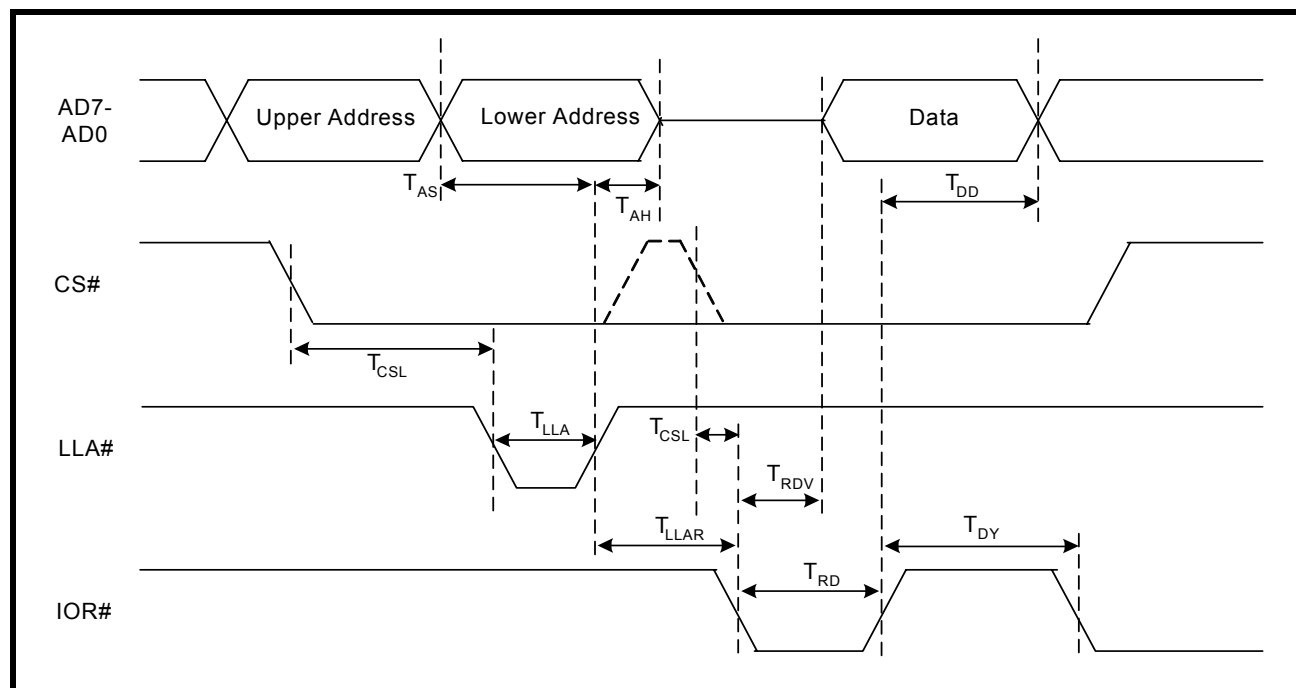 AD7-
AD0
Upper Address
Lower Address
Data
TAS
TAH
TDD
CS#
TCSL
LLA#
TLLA
TCSL
TRDV
TLLAR
TDY
TRD
IOR#